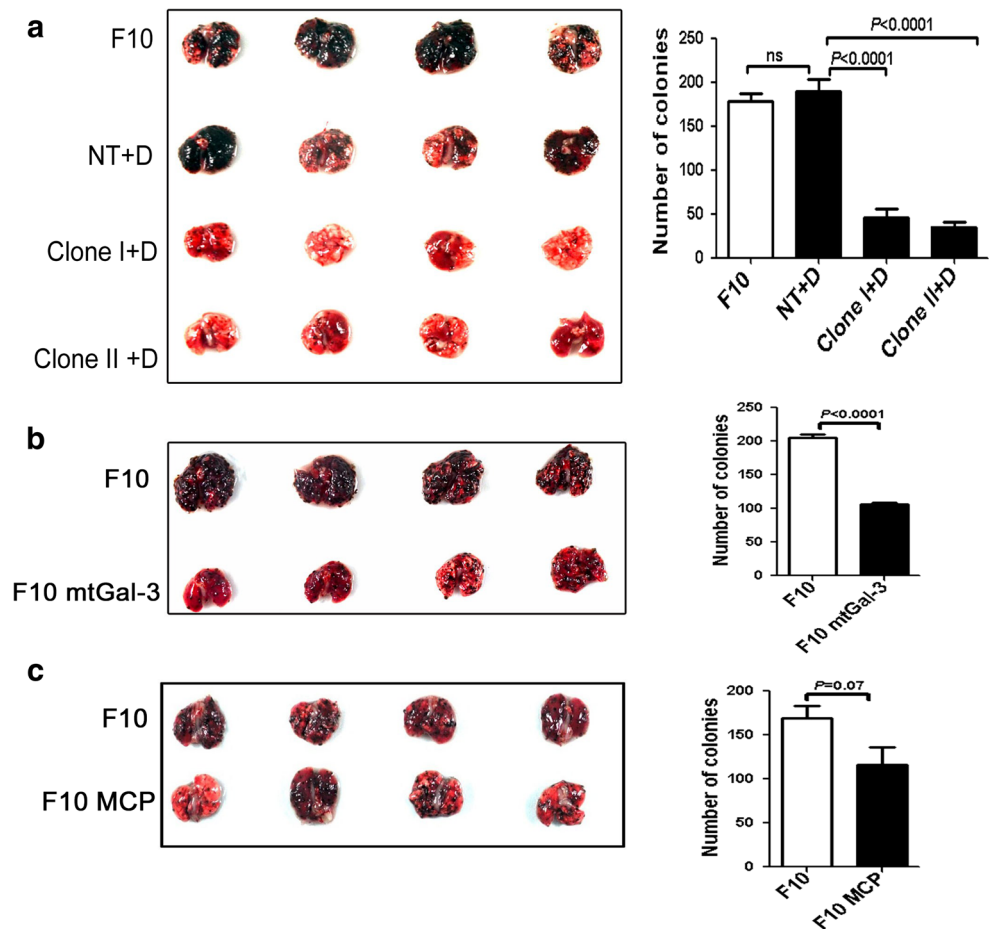 a
F10
NT+D
Clone I+D
Clone II +D
P<0.0001
ns
P<0.0001
Number of colonies
250
200
150
100
50
0
F10
NT+D
Clone I+D
Clone II+D
b
F10
F10 mtGal-3
P<0.0001
Number of colonies
250
200
150
100
50
0
F10
F10 mtGal-3
c
F10
F10 MCP
P=0.07
Number of colonies
200
150
100
50
0
F10
F10 MCP